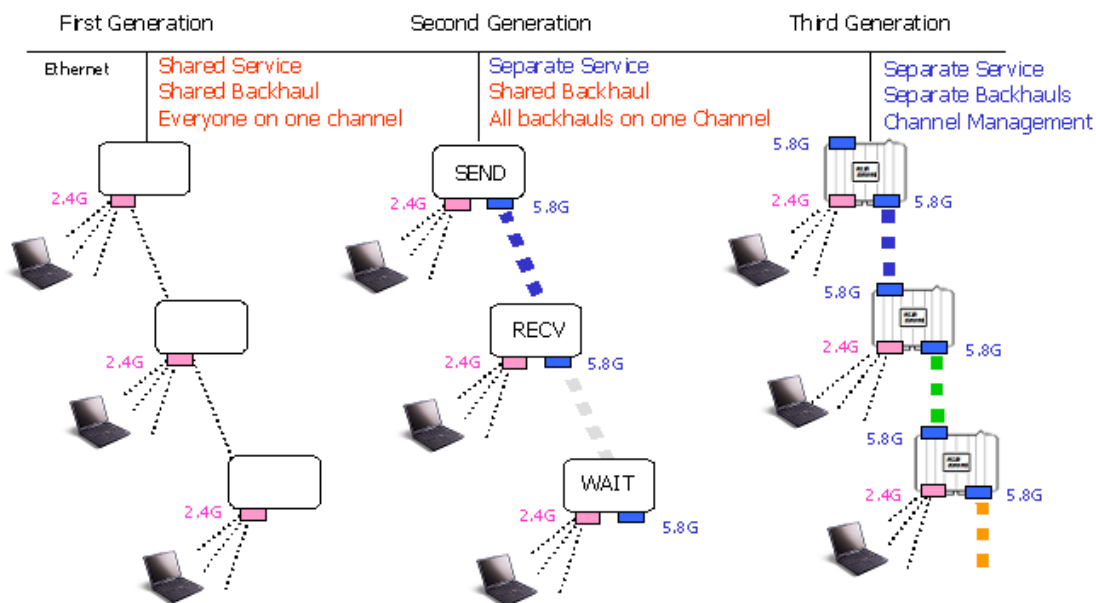 First Generation
Second Generation
Third Generation
Ethernet
Shared Service
Shared Backhaul
Everyone on one channel
Separate Service
Shared Backhaul
All backhauls on one Channel
Separate Service
Separate Backhauls
Channel Management
5.8G
SEND
2.4G
2.4G
5.8G
2.4G
5.8G
5.8G
RECV
2.4G
2.4G
5.8G
2.4G
5.8G
5.8G
WAIT
2.4G
2.4G
5.8G
2.4G
5.8G